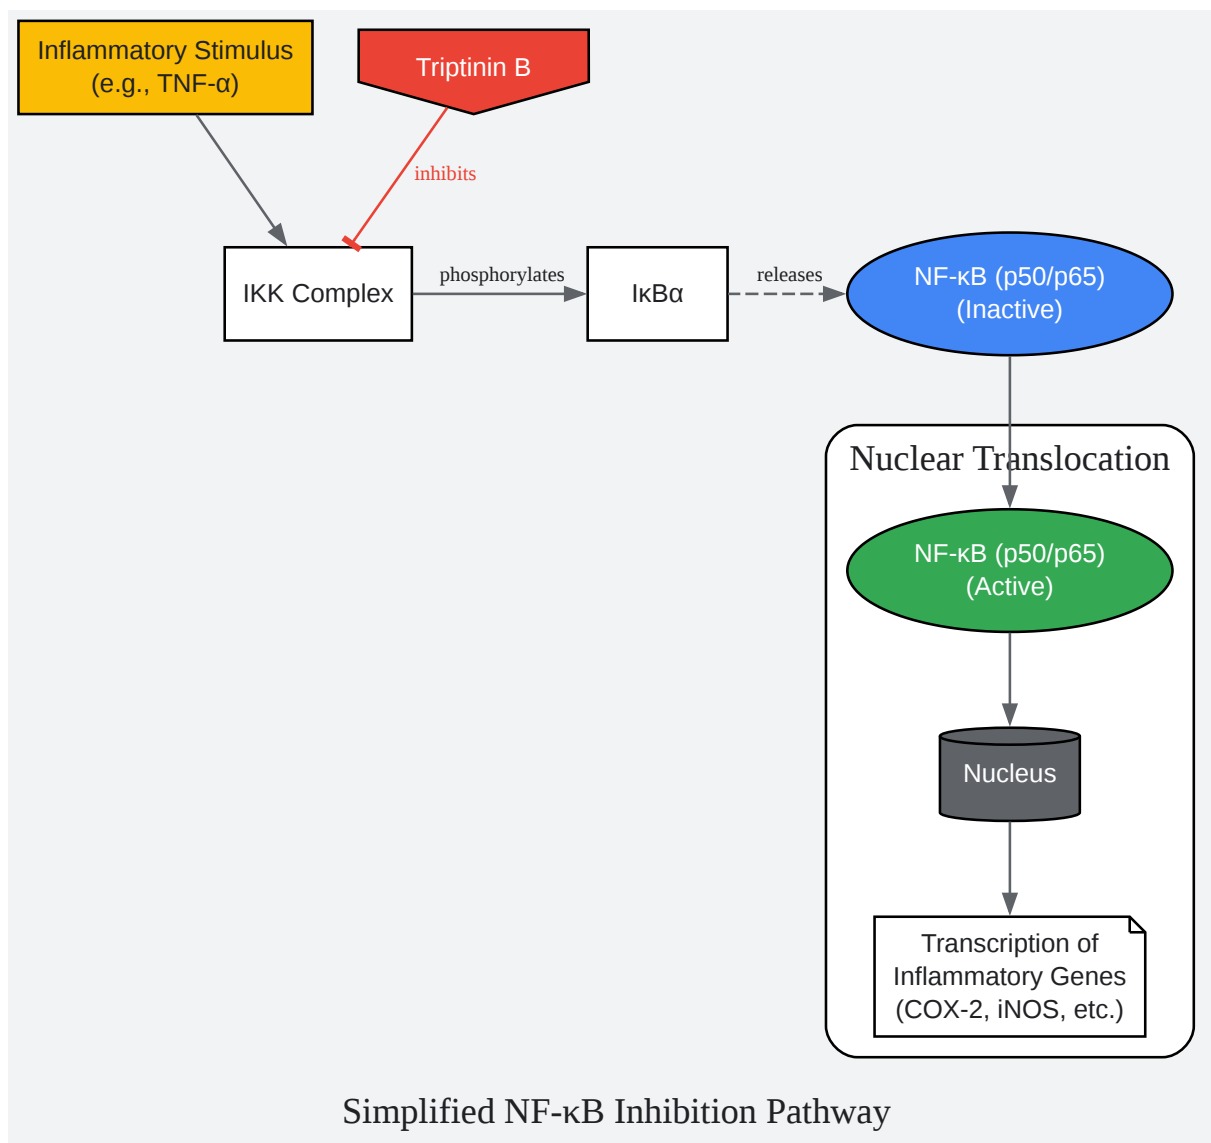 Inflammatory Stimulus
(e.g., TNF-α)
Triptinin B
inhibits
IKK Complex
phosphorylates
IκBα
releases
NF-κB (p50/p65)
(Inactive)
Nuclear Translocation
NF-κB (p50/p65)
(Active)
Nucleus
Transcription of
Inflammatory Genes
(COX-2, iNOS, etc.)
Simplified NF-κB Inhibition Pathway